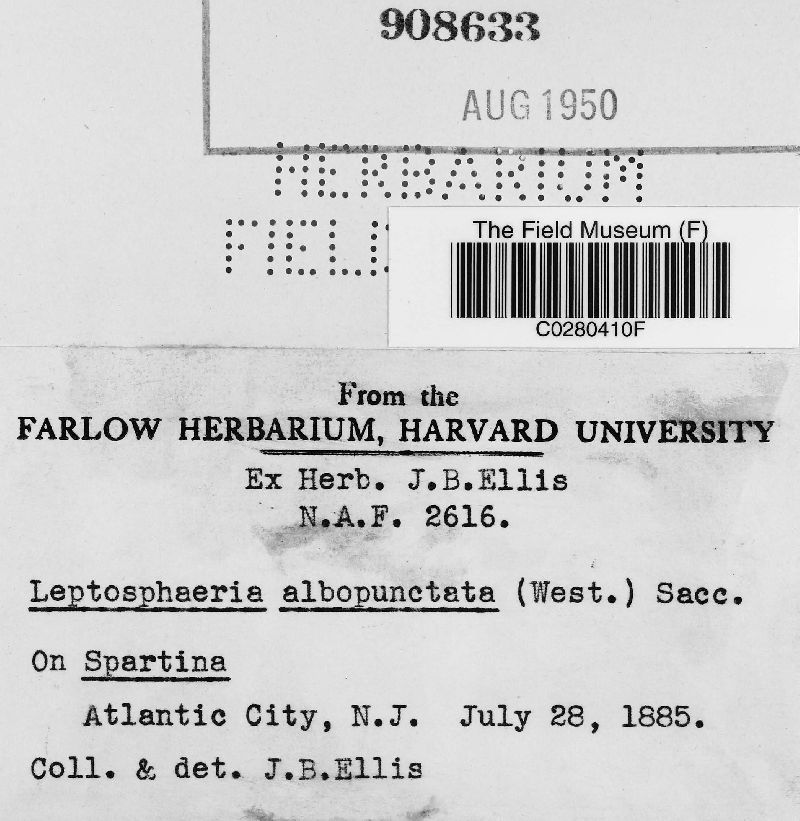 908633
AUG 1950
HERBARIUM
FIEL
The Field Museum (F)
C0280410F
From the
FARLOW HERBARIUM, HARVARD UNIVERSITY
Ex Herb. J.B.Ellis
N.A.F. 2616.
Leptosphaeria albopunctata (West.) Sacc.
On Spartina
Atlantic City, N.J. July 28, 1885.
Coll. & det. J.B.Ellis